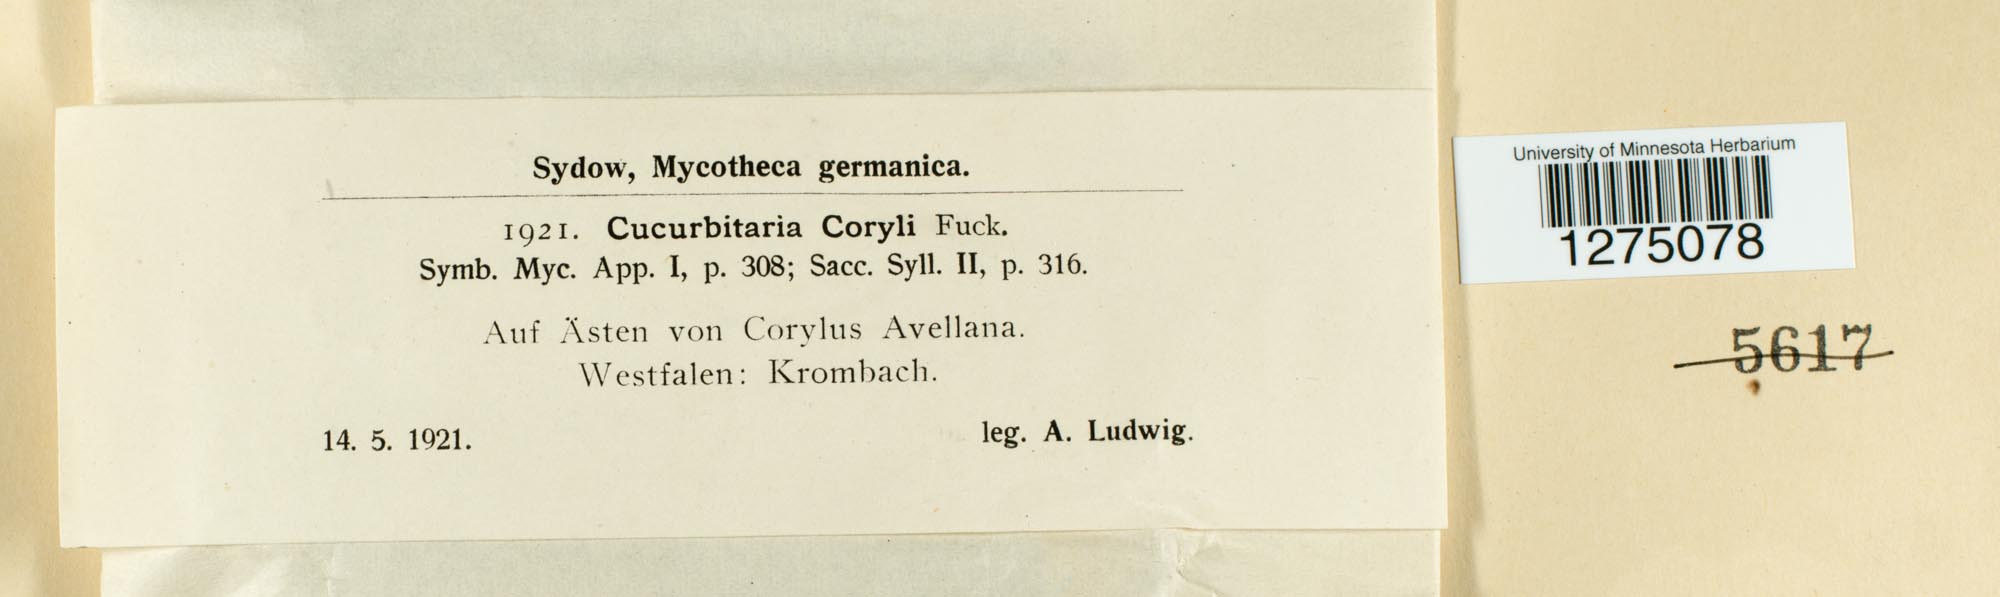 Sydow, Mycotheca germanica.
1921. Cucurbitaria Coryli Fuck.
Symb. Myc. App. I, p. 308; Sacc. Syll. II, p. 316.
Auf Ästen von Corylus Avellana.
Westfalen: Krombach.
14. 5. 1921. leg. A. Ludwig.
University of Minnesota Herbarium
1275078
5617